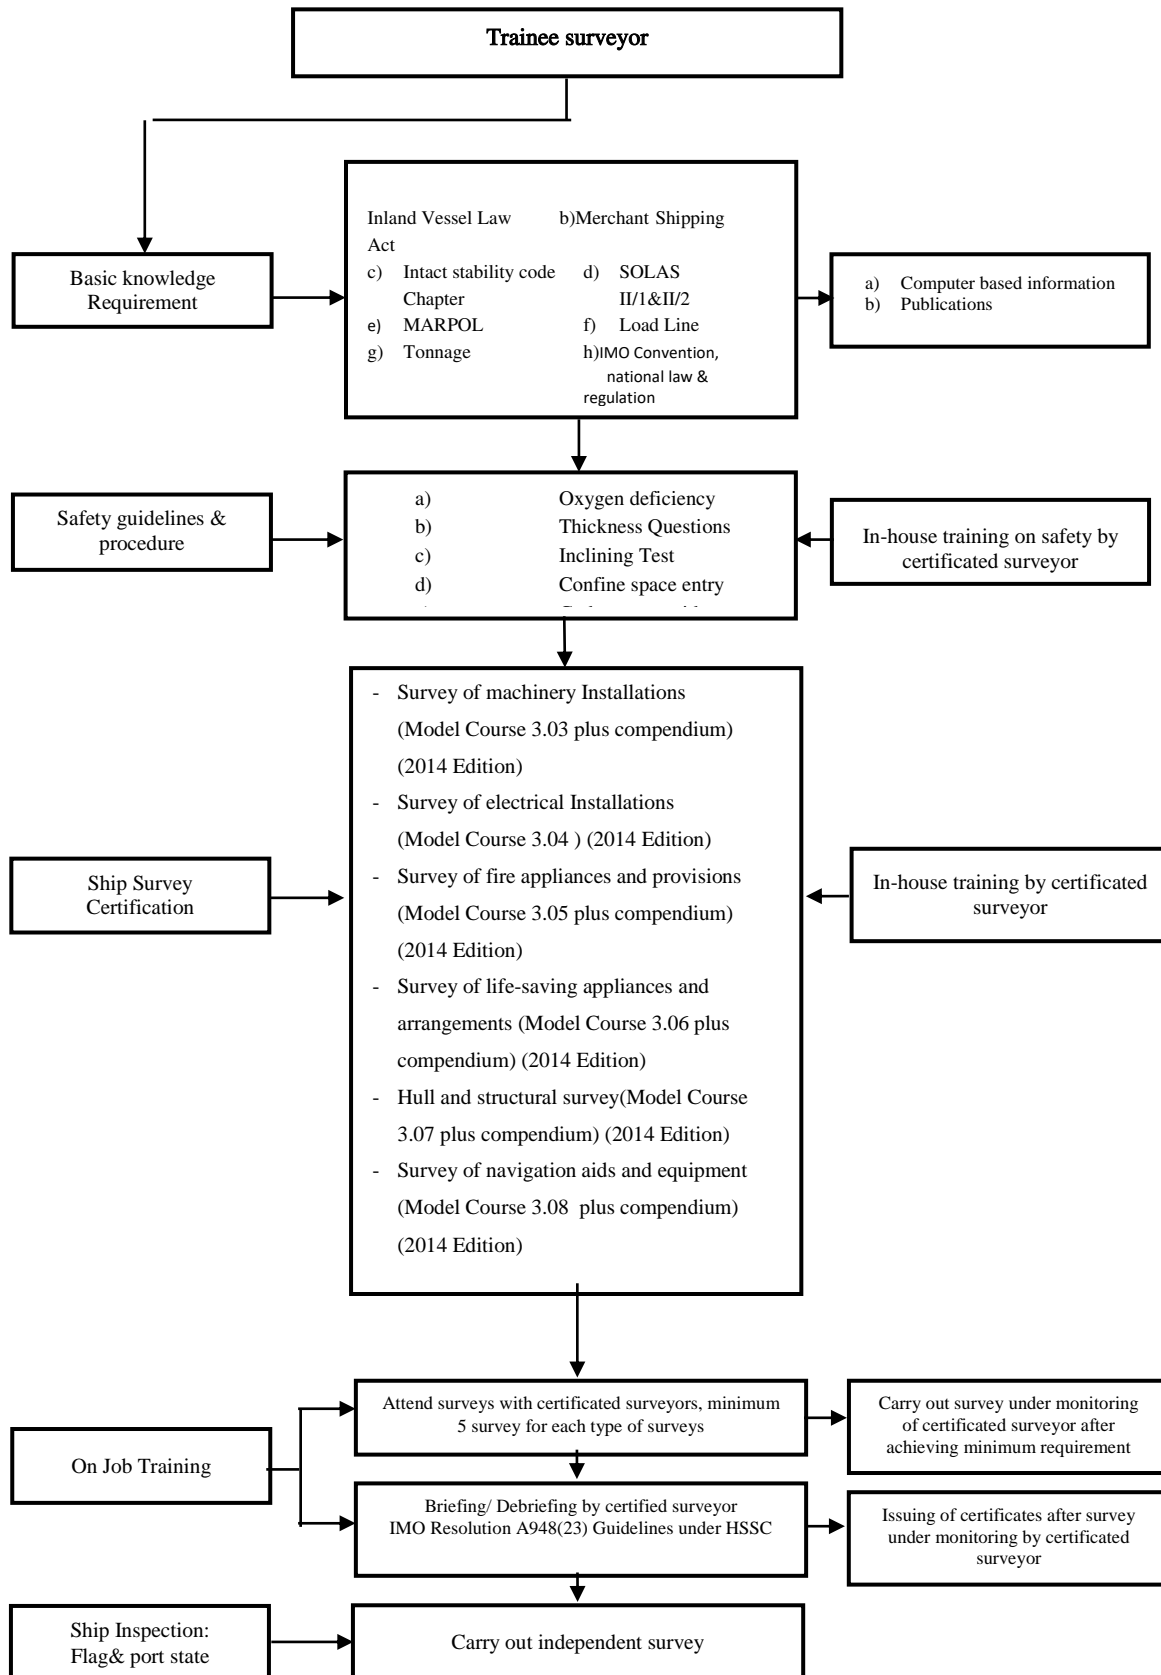 Trainee surveyor
Inland Vessel Law b)Merchant Shipping
Act
c) Intact stability code d) SOLAS
Chapter II/1&II/2
e) MARPOL f) Load Line
g) Tonnage h)IMO Convention,
national law &
regulation
Basic knowledge
Requirement
a) Computer based information
b) Publications
Safety guidelines &
procedure
a) Oxygen deficiency
b) Thickness Questions
c) Inclining Test
d) Confine space entry
In-house training on safety by
certificated surveyor
- Survey of machinery Installations
(Model Course 3.03 plus compendium)
(2014 Edition)
- Survey of electrical Installations
(Model Course 3.04 ) (2014 Edition)
- Survey of fire appliances and provisions
(Model Course 3.05 plus compendium)
(2014 Edition)
- Survey of life-saving appliances and
arrangements (Model Course 3.06 plus
compendium) (2014 Edition)
- Hull and structural survey(Model Course
3.07 plus compendium) (2014 Edition)
- Survey of navigation aids and equipment
(Model Course 3.08 plus compendium)
(2014 Edition)
Ship Survey
Certification
In-house training by certificated
surveyor
Attend surveys with certificated surveyors, minimum
5 survey for each type of surveys
Carry out survey under monitoring
of certificated surveyor after
achieving minimum requirement
On Job Training
Briefing/ Debriefing by certified surveyor
IMO Resolution A948(23) Guidelines under HSSC
Issuing of certificates after survey
under monitoring by certificated
surveyor
Ship Inspection:
Flag& port state
Carry out independent survey